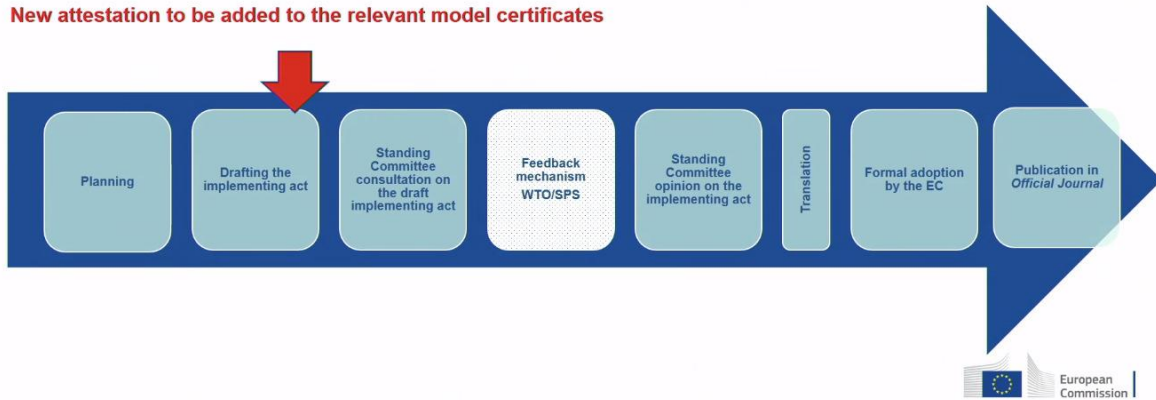 New attestation to be added to the relevant model certificates
Planning
Drafting the
implementing act
Standing
Committee
consultation on
the draft
implementing act
Feedback
mechanism
WTO/SPS
Standing
Committee
opinion on the
implementing act
Translation
Formal adoption
by the EC
Publication in
Official Journal
European
Commission